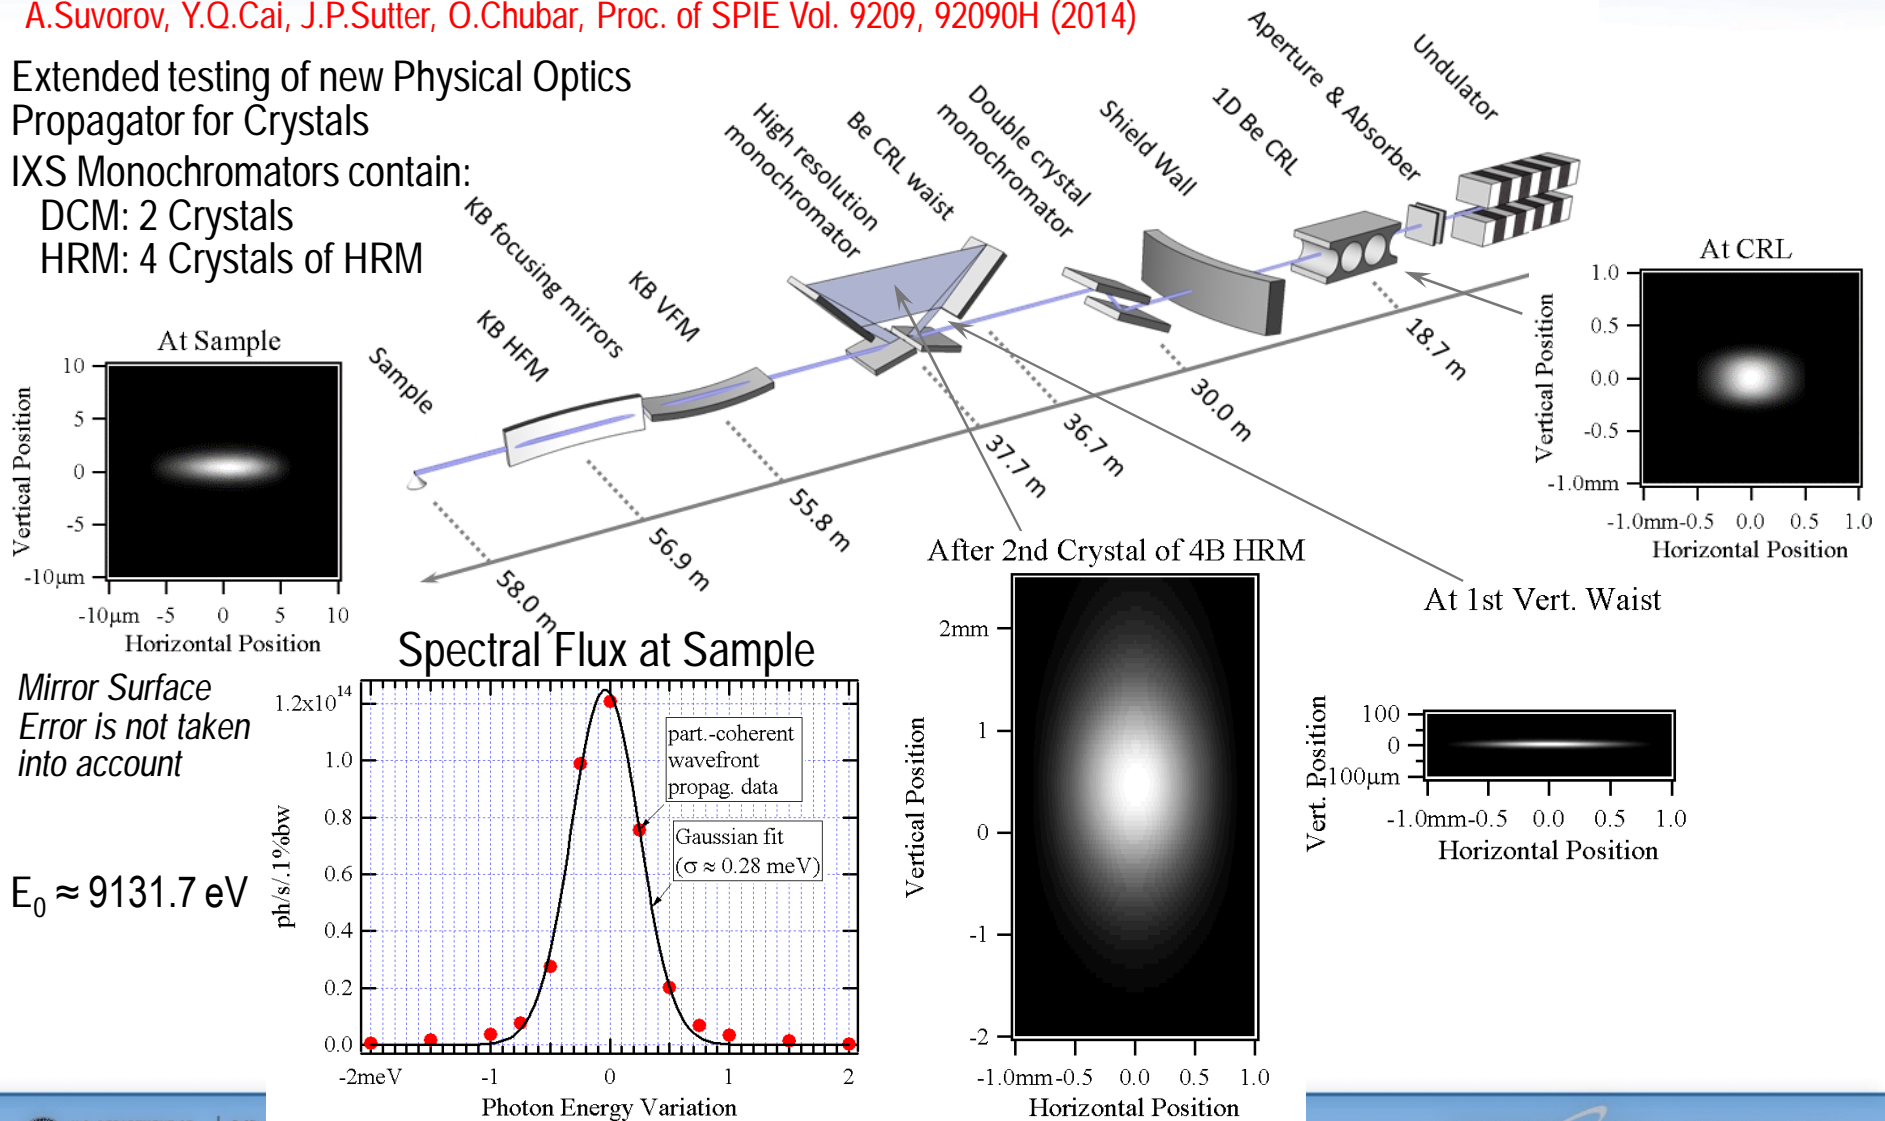 A.Suvorov, Y.Q.Cai, J.P.Sutter, O.Chubar, Proc. of SPIE Vol. 9209, 92090H (2014)
Extended testing of new Physical Optics
Propagator for Crystals
IXS Monochromators contain:
DCM: 2 Crystals
HRM: 4 Crystals of HRM
Sample
KB HFM
KB focusing mirrors
KB VFM
High resolution
monochromator
Be CRL waist
Double crystal
monochromator
Shield Wall
1D Be CRL
Aperture & Absorber
Undulator
18.7 m
30.0 m
36.7 m
37.7 m
55.8 m
56.9 m
58.0 m
At CRL
Vertical Position
1.0
0.5
0.0
-0.5
-1.0mm
-1.0mm-0.5 0.0 0.5 1.0
Horizontal Position
At Sample
Vertical Position
10
5
0
-5
-10μm
-10μm -5 0 5 10
Horizontal Position
Mirror Surface
Error is not taken
into account
E₀ ≈ 9131.7 eV
Spectral Flux at Sample
ph/s/.1%bw
1.2x10¹⁴
1.0
0.8
0.6
0.4
0.2
0.0
part.-coherent
wavefront
propag. data
Gaussian fit
(σ ≈ 0.28 meV)
-2meV -1 0 1 2
Photon Energy Variation
After 2nd Crystal of 4B HRM
Vertical Position
2mm
1
0
-1
-2
-1.0mm-0.5 0.0 0.5 1.0
Horizontal Position
At 1st Vert. Waist
Vert. Position
100
0
-100μm
-1.0mm-0.5 0.0 0.5 1.0
Horizontal Position